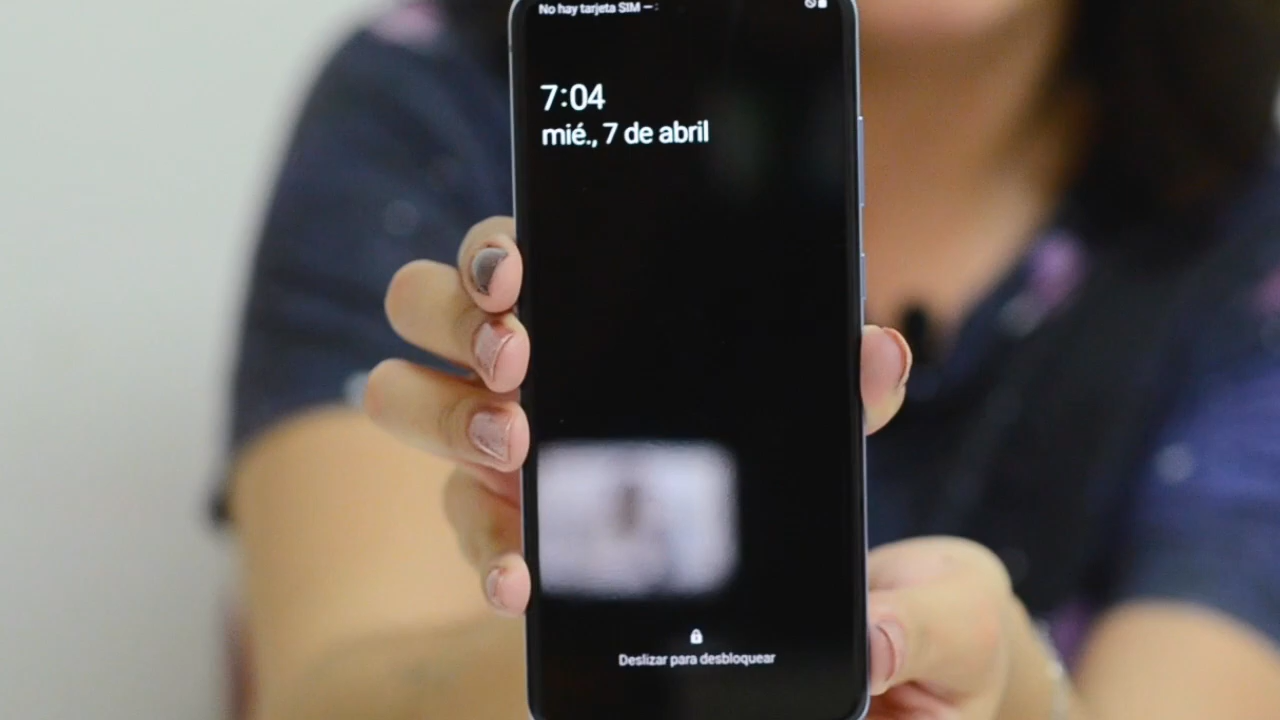 No hay tarjeta SIM —
7:04
mié., 7 de abril
Deslizar para desbloquear